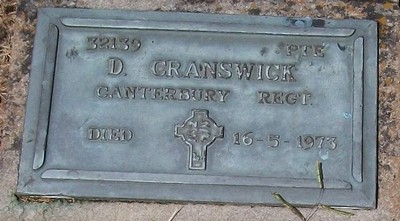 32139 PTE
D. CRANSWICK
CANTERBURY REGT.
DIED 16-5-1973